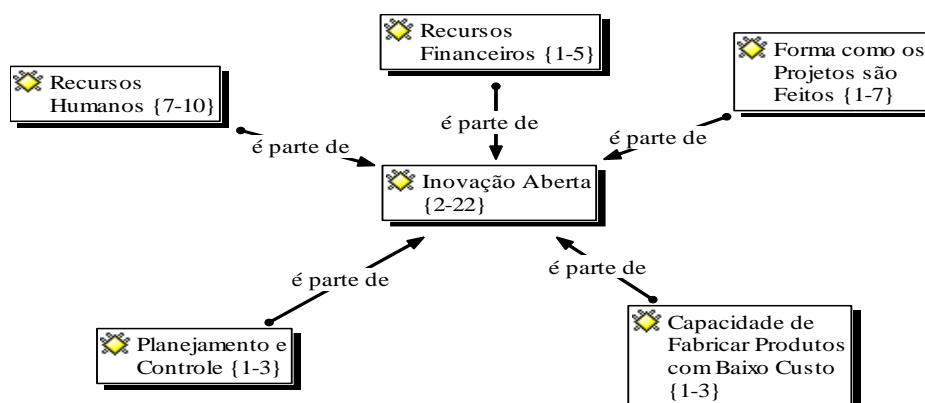 Recursos
Financeiros {1-5}
Forma como os
Projetos são
Feitos {1-7}
Recursos
Humanos {7-10}
é parte de
é parte de
é parte de
Inovação Aberta
{2-22}
é parte de
é parte de
Planejamento e
Controle {1-3}
Capacidade de
Fabricar Produtos
com Baixo Custo
{1-3}